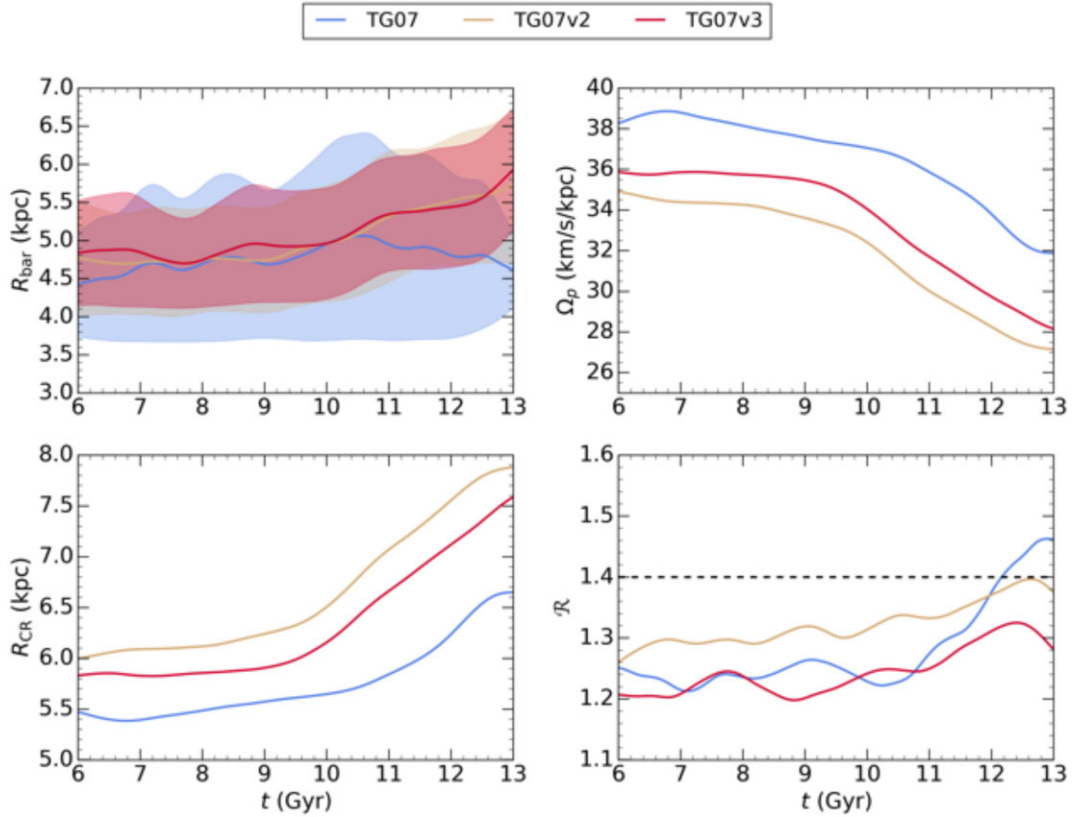 TG07 TG07v2 TG07v3
7.0
6.5
6.0
5.5
5.0
4.5
4.0
3.5
3.0
R_bar (kpc)
6 7 8 9 10 11 12 13
40
38
36
34
32
30
28
26
Ω_p (km/s/kpc)
6 7 8 9 10 11 12 13
8.0
7.5
7.0
6.5
6.0
5.5
5.0
R_CR (kpc)
6 7 8 9 10 11 12 13
t (Gyr)
1.6
1.5
1.4
1.3
1.2
1.1
ℛ
6 7 8 9 10 11 12 13
t (Gyr)